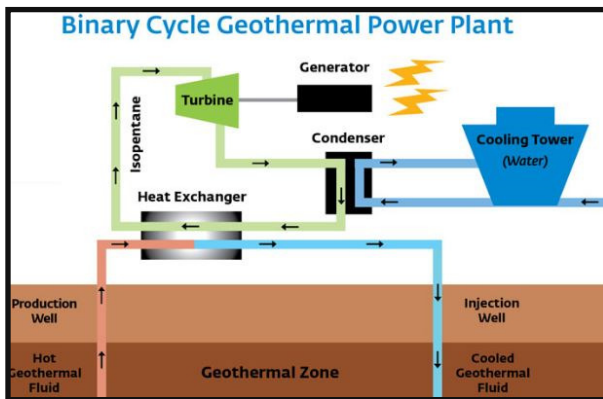 Binary Cycle Geothermal Power Plant
Generator
Turbine
Isopentane
Condenser
Cooling Tower
(Water)
Heat Exchanger
Production
Well
Injection
Well
Hot
Geothermal
Fluid
Geothermal Zone
Cooled
Geothermal
Fluid